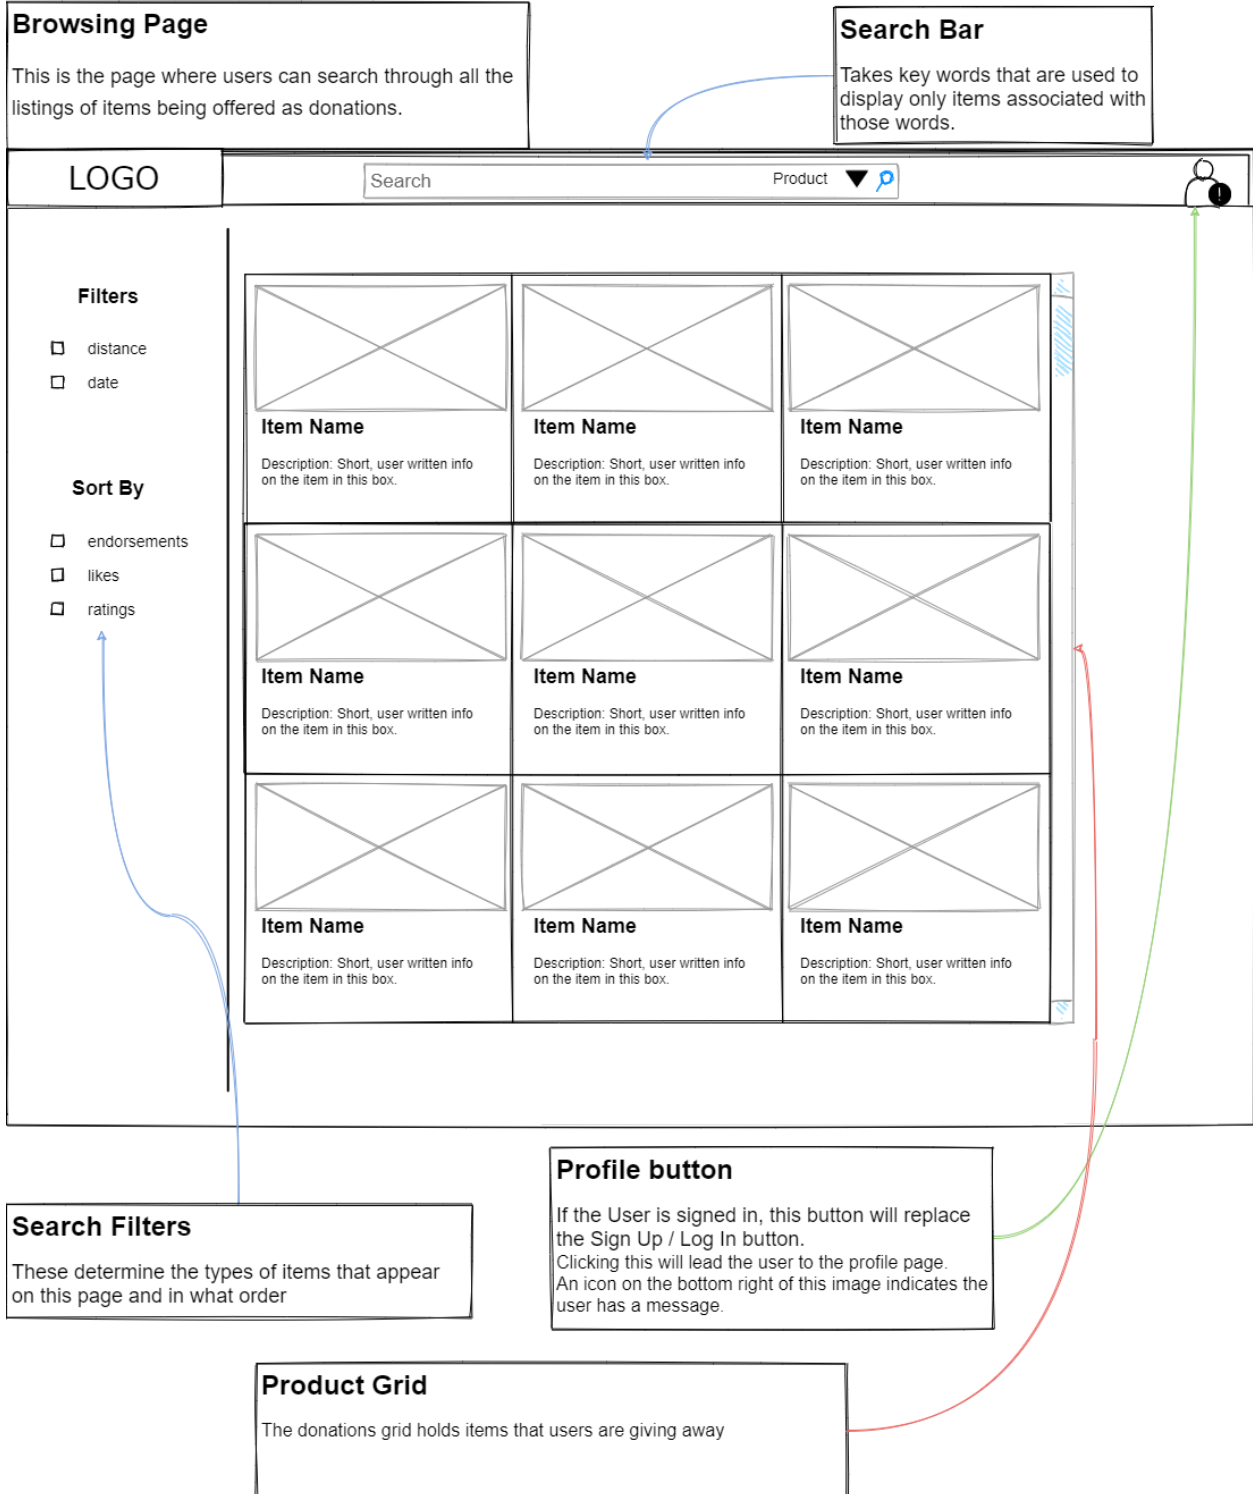 Browsing Page
This is the page where users can search through all the
listings of items being offered as donations.
Search Bar
Takes key words that are used to
display only items associated with
those words.
LOGO
Search
Product
!
Filters
distance
date
Sort By
endorsements
likes
ratings
Item Name
Description: Short, user written info
on the item in this box.
Item Name
Description: Short, user written info
on the item in this box.
Item Name
Description: Short, user written info
on the item in this box.
Item Name
Description: Short, user written info
on the item in this box.
Item Name
Description: Short, user written info
on the item in this box.
Item Name
Description: Short, user written info
on the item in this box.
Item Name
Description: Short, user written info
on the item in this box.
Item Name
Description: Short, user written info
on the item in this box.
Item Name
Description: Short, user written info
on the item in this box.
Search Filters
These determine the types of items that appear
on this page and in what order
Profile button
If the User is signed in, this button will replace
the Sign Up / Log In button.
Clicking this will lead the user to the profile page.
An icon on the bottom right of this image indicates the
user has a message.
Product Grid
The donations grid holds items that users are giving away